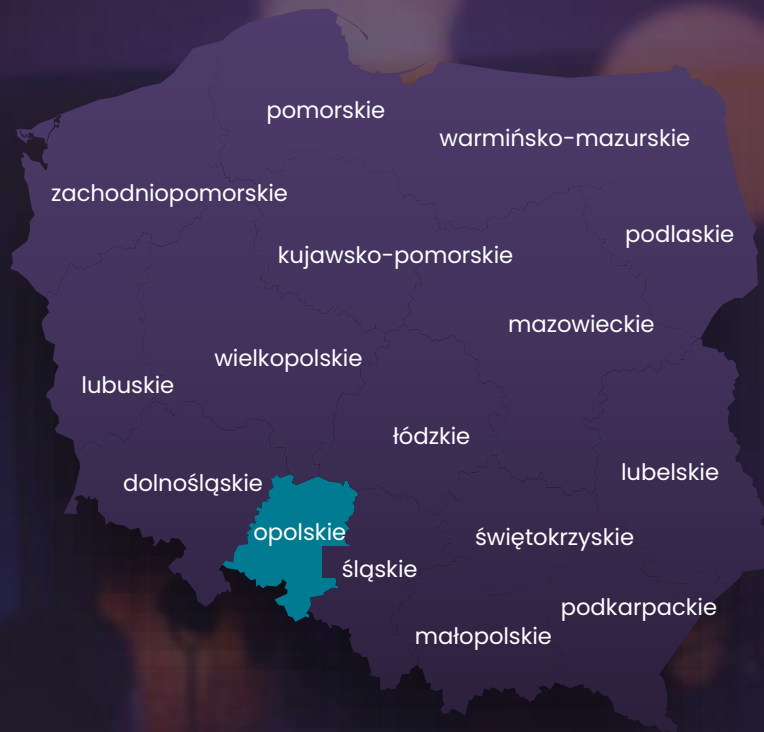 pomorskie
warmińsko-mazurskie
zachodniopomorskie
podlaskie
kujawsko-pomorskie
mazowieckie
wielkopolskie
lubuskie
łódzkie
lubelskie
dolnośląskie
opolskie
świętokrzyskie
śląskie
podkarpackie
małopolskie